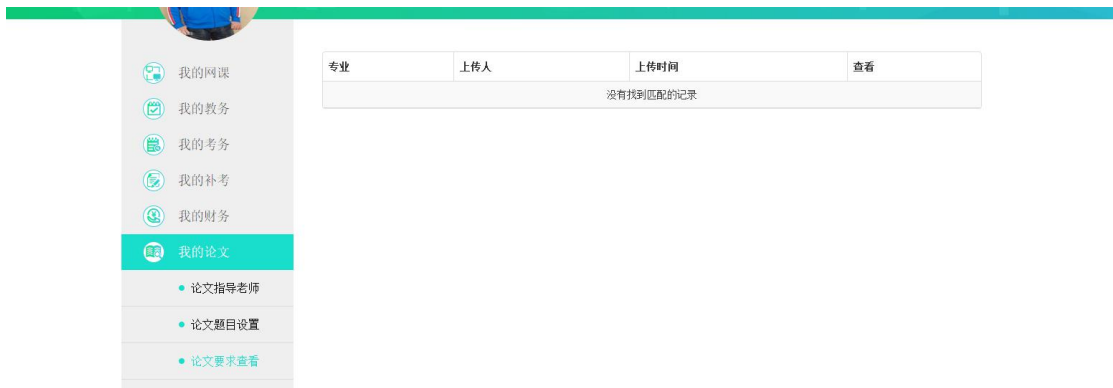 专业 上传人 上传时间 查看
没有找到匹配的记录
我的网课
我的教务
我的考务
我的补考
我的财务
我的论文
论文指导老师
论文题目设置
论文要求查看